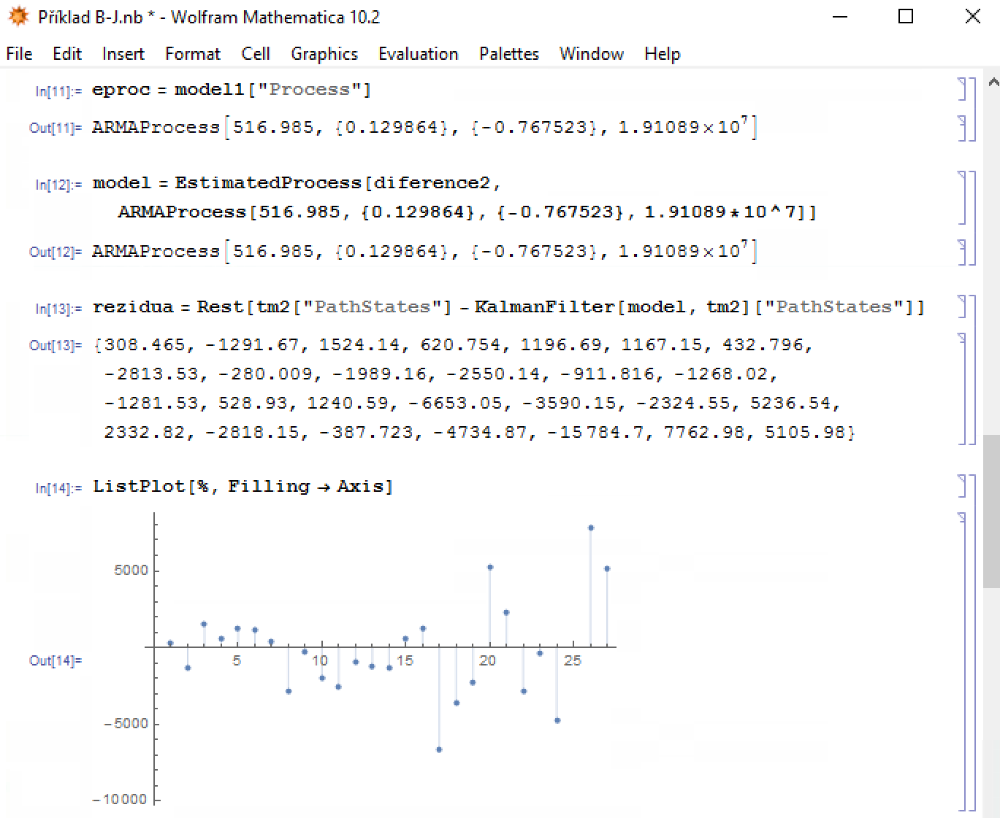 Příklad B-J.nb * - Wolfram Mathematica 10.2
File Edit Insert Format Cell Graphics Evaluation Palettes Window Help
In[11]:= eproc = model1["Process"]
Out[11]= ARMAProcess[516.985, {0.129864}, {-0.767523}, 1.91089×10⁷]
In[12]:= model = EstimatedProcess[diference2,
ARMAProcess[516.985, {0.129864}, {-0.767523}, 1.91089*10^7]]
Out[12]= ARMAProcess[516.985, {0.129864}, {-0.767523}, 1.91089×10⁷]
In[13]:= rezidua = Rest[tm2["PathStates"] - KalmanFilter[model, tm2]["PathStates"]]
Out[13]= {308.465, -1291.67, 1524.14, 620.754, 1196.69, 1167.15, 432.796,
-2813.53, -280.009, -1989.16, -2550.14, -911.816, -1268.02,
-1281.53, 528.93, 1240.59, -6653.05, -3590.15, -2324.55, 5236.54,
2332.82, -2818.15, -387.723, -4734.87, -15784.7, 7762.98, 5105.98}
In[14]:= ListPlot[%, Filling → Axis]
5000
Out[14]= 5 10 15 20 25
-5000
-10000